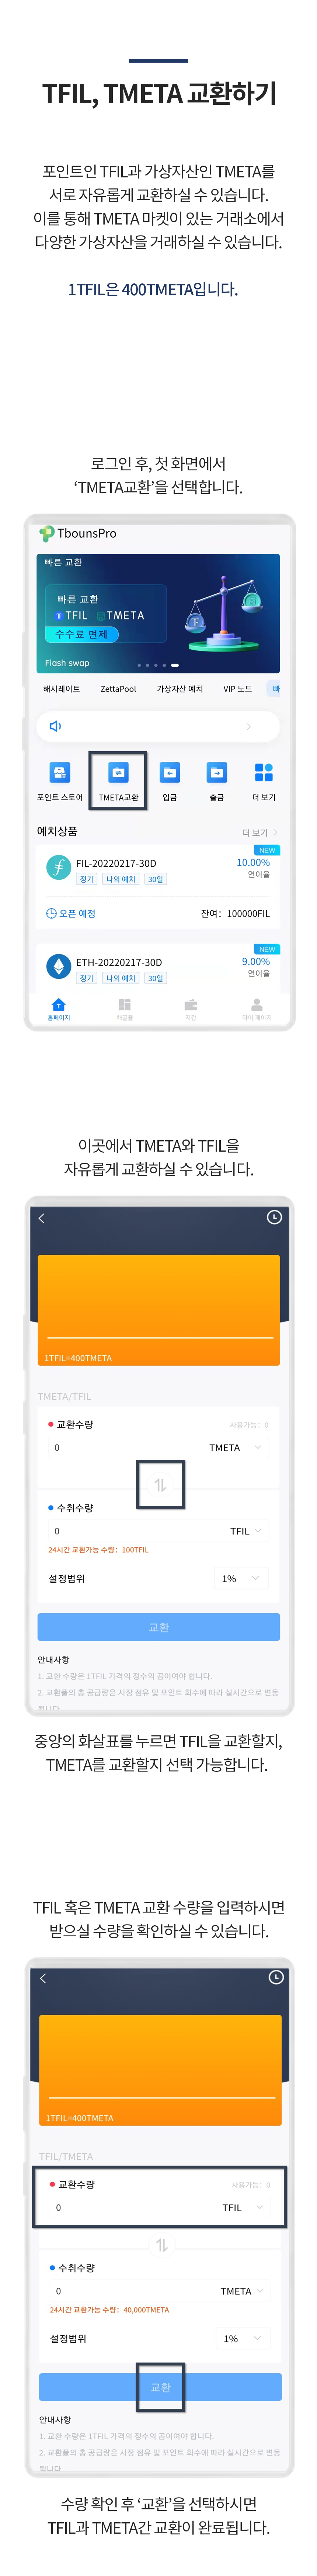 TFIL, TMETA 교환하기
포인트인 TFIL과 가상자산인 TMETA를
서로 자유롭게 교환하실 수 있습니다.
이를 통해 TMETA 마켓이 있는 거래소에서
다양한 가상자산을 거래하실 수 있습니다.
1TFIL은 400TMETA입니다.
로그인 후, 첫 화면에서
‘TMETA교환’을 선택합니다.
TbounsPro
빠른 교환
빠른 교환
TFIL TMETA
수수료 면제
Flash swap
해시레이트 ZettaPool 가상자산 예치 VIP 노드 빠
포인트 스토어 TMETA교환 입금 출금 더 보기
예치상품 더 보기
NEW
FIL-20220217-30D 10.00%
정기 나의 예치 30일 연이율
오픈 예정 잔여: 100000FIL
NEW
ETH-20220217-30D 9.00%
정기 나의 예치 30일 연이율
홈페이지 채굴풀 지갑 마이 페이지
이곳에서 TMETA와 TFIL을
자유롭게 교환하실 수 있습니다.
1TFIL=400TMETA
TMETA/TFIL
교환수량 사용가능: 0
0 TMETA
수취수량
0 TFIL
24시간 교환가능 수량: 100TFIL
설정범위 1%
교환
안내사항
1. 교환 수량은 1TFIL 가격의 정수의 곱이여야 합니다.
2. 교환풀의 총 공급량은 시장 점유 및 포인트 회수에 따라 실시간으로 변동
됩니다
중앙의 화살표를 누르면 TFIL을 교환할지,
TMETA를 교환할지 선택 가능합니다.
TFIL 혹은 TMETA 교환 수량을 입력하시면
받으실 수량을 확인하실 수 있습니다.
1TFIL=400TMETA
TFIL/TMETA
교환수량 사용가능: 0
0 TFIL
수취수량
0 TMETA
24시간 교환가능 수량: 40,000TMETA
설정범위 1%
교환
안내사항
1. 교환 수량은 1TFIL 가격의 정수의 곱이여야 합니다.
2. 교환풀의 총 공급량은 시장 점유 및 포인트 회수에 따라 실시간으로 변동
됩니다
수량 확인 후 ‘교환’을 선택하시면
TFIL과 TMETA간 교환이 완료됩니다.